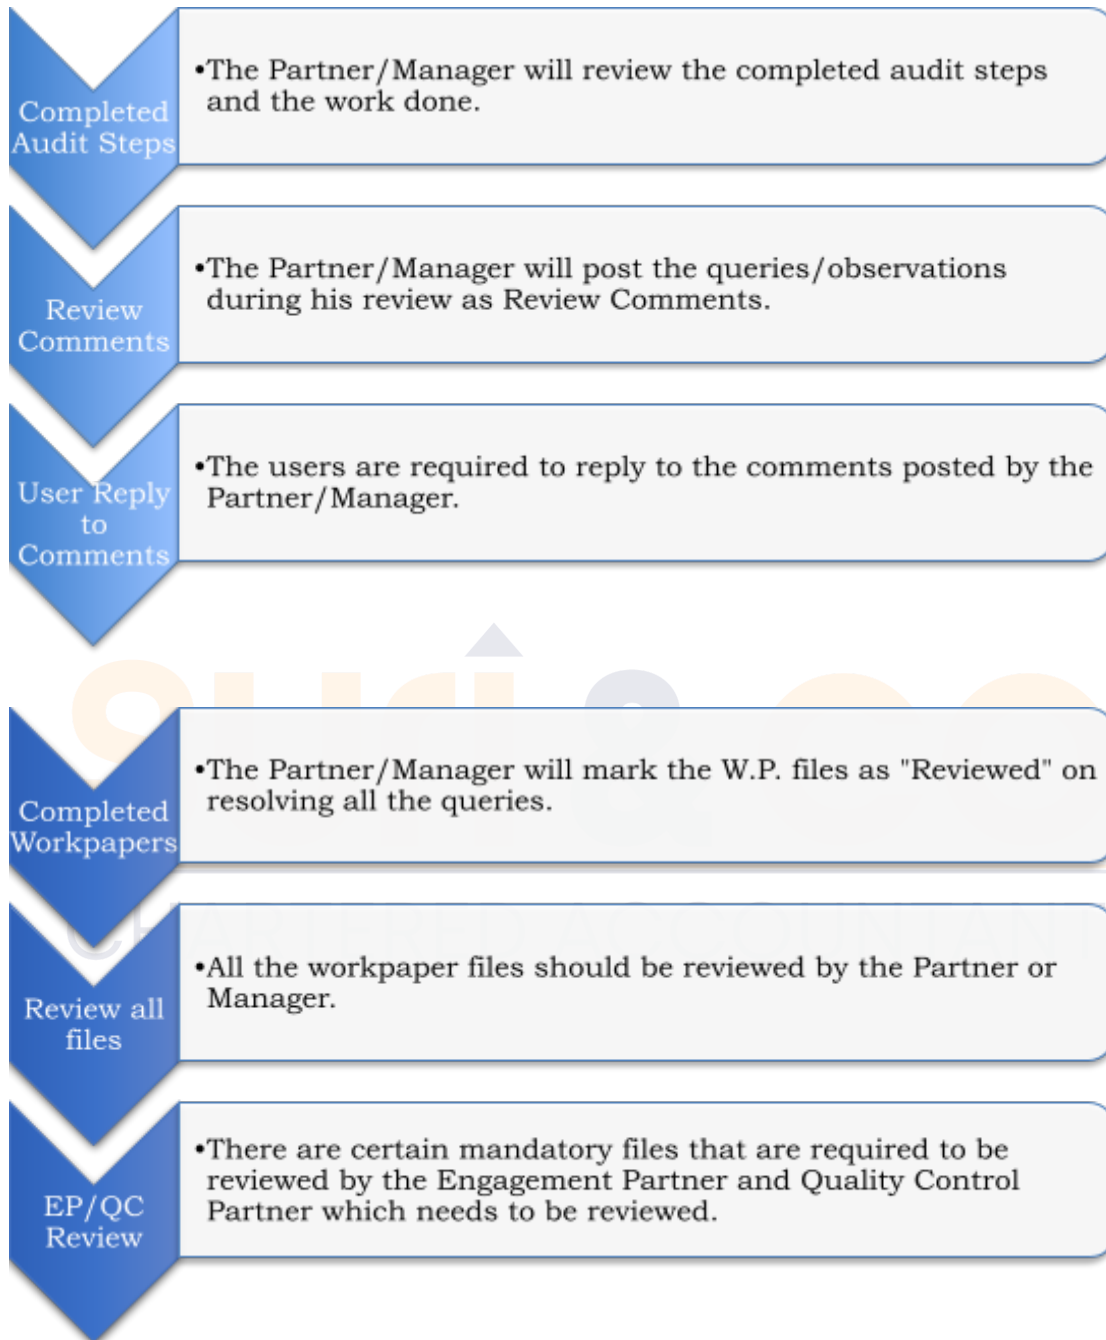 Completed
Audit Steps
•The Partner/Manager will review the completed audit steps
and the work done.
Review
Comments
•The Partner/Manager will post the queries/observations
during his review as Review Comments.
User Reply
to
Comments
•The users are required to reply to the comments posted by the
Partner/Manager.
suri & co
Completed
Workpapers
•The Partner/Manager will mark the W.P. files as "Reviewed" on
resolving all the queries.
CHARTERED ACCOUNTANT
Review all
files
•All the workpaper files should be reviewed by the Partner or
Manager.
EP/QC
Review
•There are certain mandatory files that are required to be
reviewed by the Engagement Partner and Quality Control
Partner which needs to be reviewed.